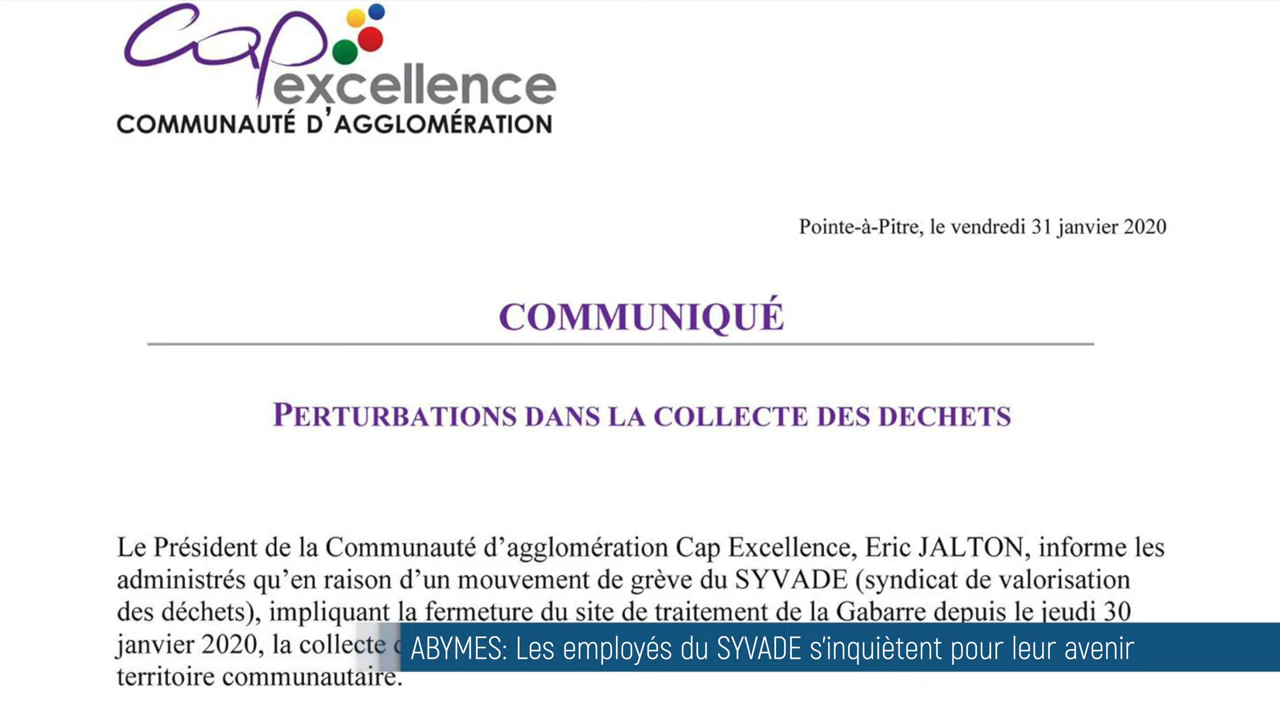 Cap
excellence
COMMUNAUTÉ D'AGGLOMÉRATION
Pointe-à-Pitre, le vendredi 31 janvier 2020
COMMUNIQUÉ
PERTURBATIONS DANS LA COLLECTE DES DECHETS
Le Président de la Communauté d'agglomération Cap Excellence, Eric JALTON, informe les
administrés qu'en raison d'un mouvement de grève du SYVADE (syndicat de valorisation
des déchets), impliquant la fermeture du site de traitement de la Gabarre depuis le jeudi 30
janvier 2020, la collecte
territoire communautaire.
ABYMES: Les employés du SYVADE s'inquiètent pour leur avenir